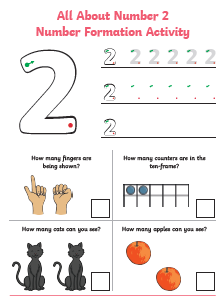 All About Number 2
Number Formation Activity
2
2 2 2 2 2 2
2
2
How many fingers are
being shown?
How many counters are in the
ten-frame?
How many cats can you see?
How many apples can you see?